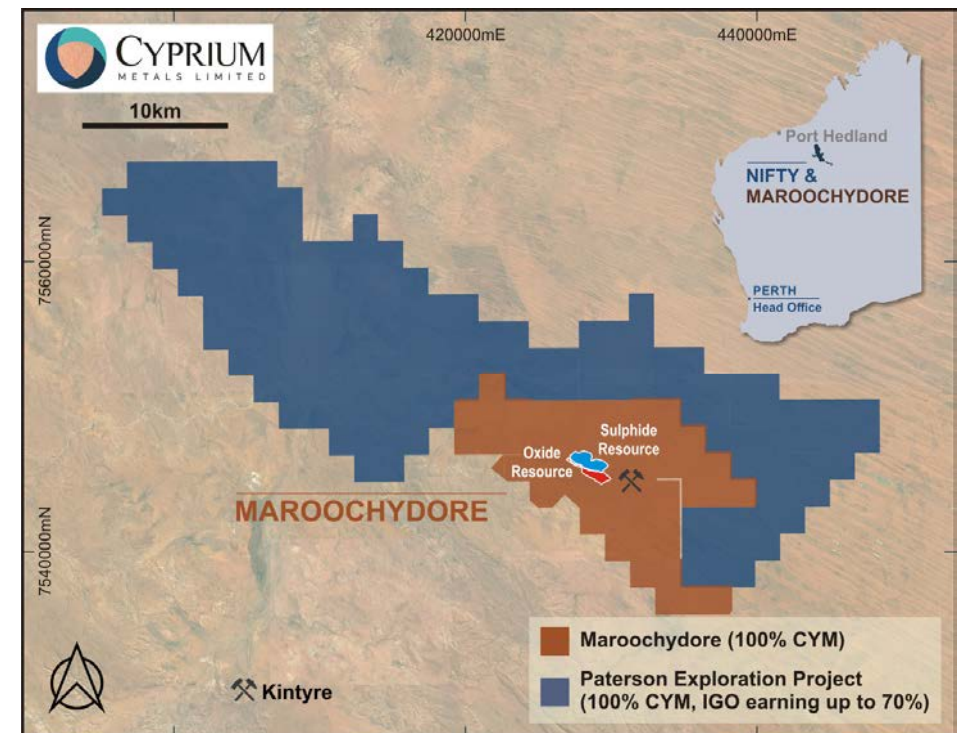 CYPRIUM
METALS LIMITED
10km
420000mE
440000mE
7560000mN
7540000mN
Port Hedland
NIFTY &
MAROOCHYDORE
PERTH
Head Office
Sulphide
Resource
Oxide
Resource
MAROOCHYDORE
Kintyre
Maroochydore (100% CYM)
Paterson Exploration Project
(100% CYM, IGO earning up to 70%)